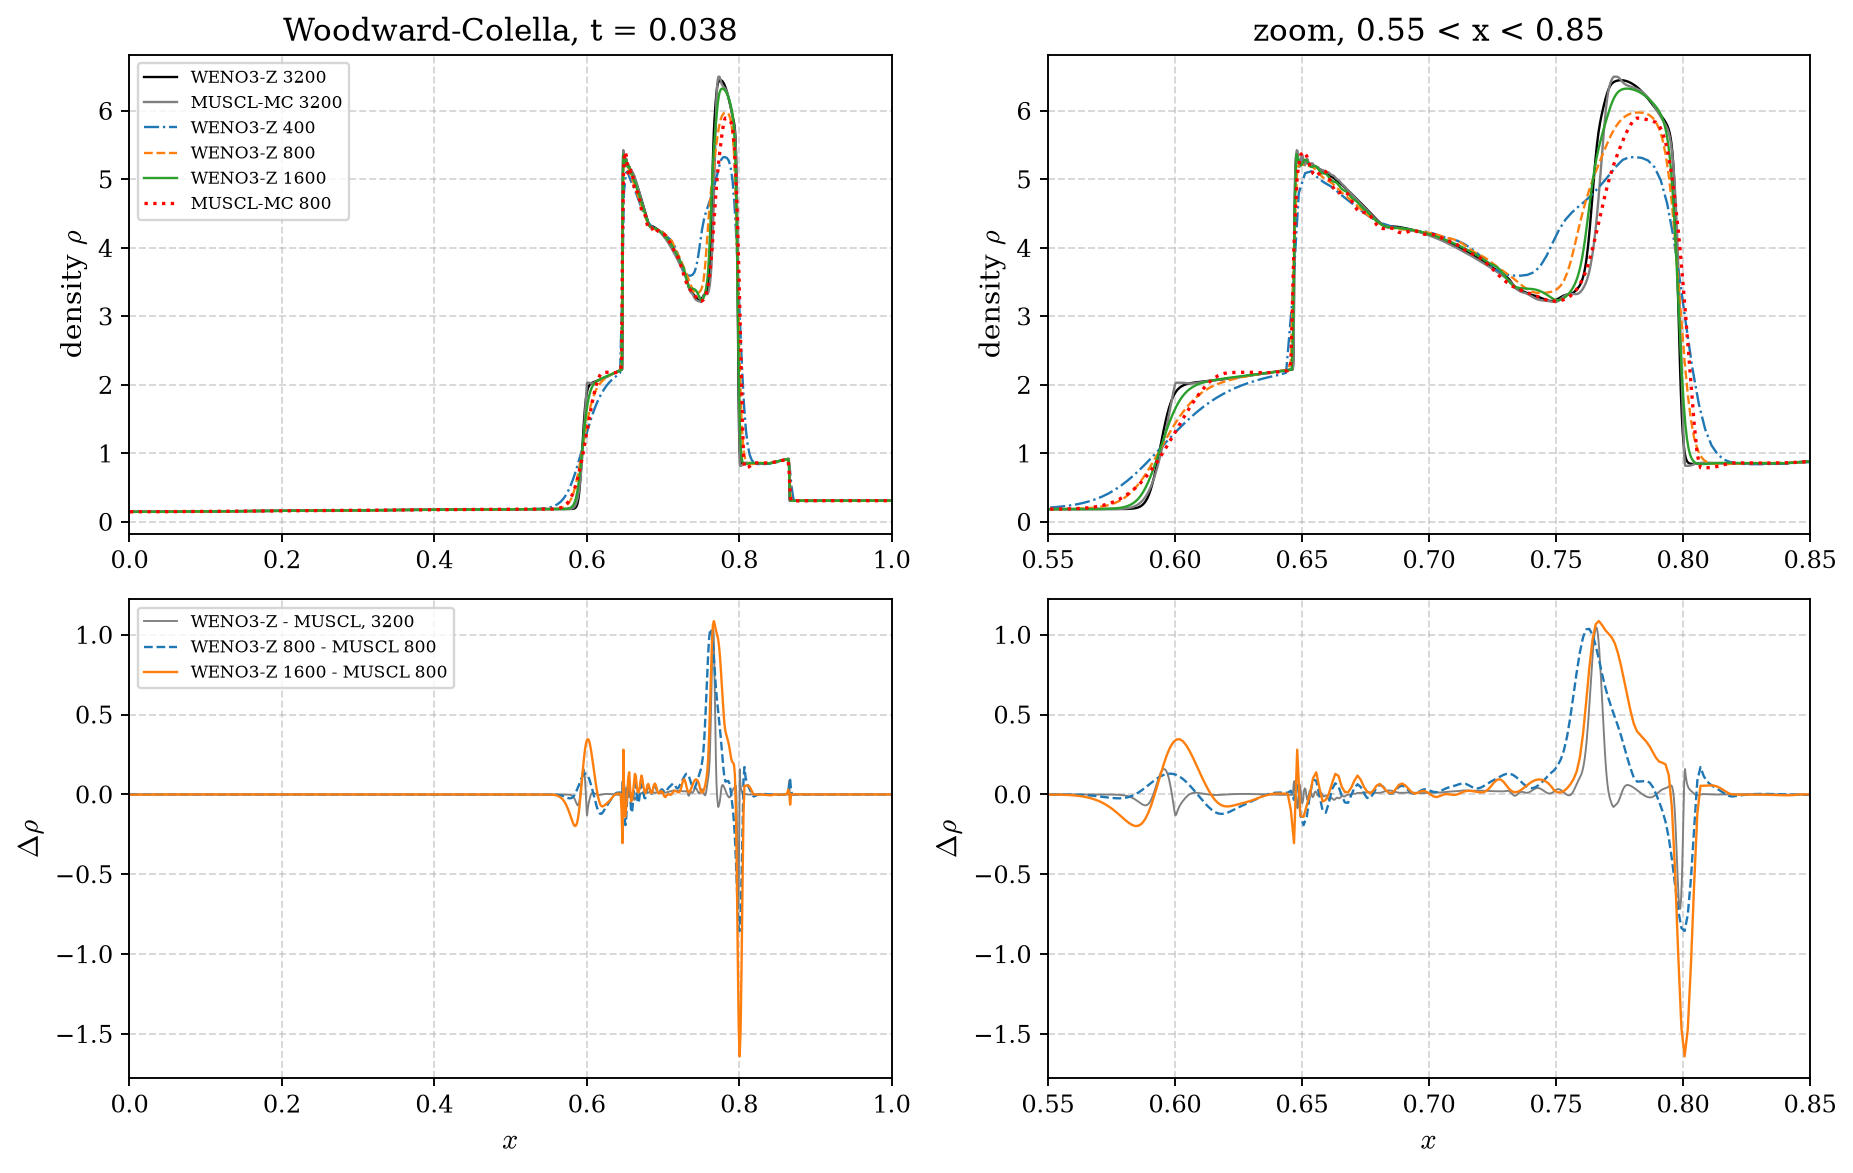 Woodward-Colella, t = 0.038
WENO3-Z 3200
MUSCL-MC 3200
WENO3-Z 400
WENO3-Z 800
WENO3-Z 1600
MUSCL-MC 800
density ρ
6
5
4
3
2
1
0
0.0 0.2 0.4 0.6 0.8 1.0
zoom, 0.55 < x < 0.85
density ρ
6
5
4
3
2
1
0
0.55 0.60 0.65 0.70 0.75 0.80 0.85
WENO3-Z - MUSCL, 3200
WENO3-Z 800 - MUSCL 800
WENO3-Z 1600 - MUSCL 800
Δρ
1.0
0.5
0.0
−0.5
−1.0
−1.5
0.0 0.2 0.4 0.6 0.8 1.0
x
Δρ
1.0
0.5
0.0
−0.5
−1.0
−1.5
0.55 0.60 0.65 0.70 0.75 0.80 0.85
x